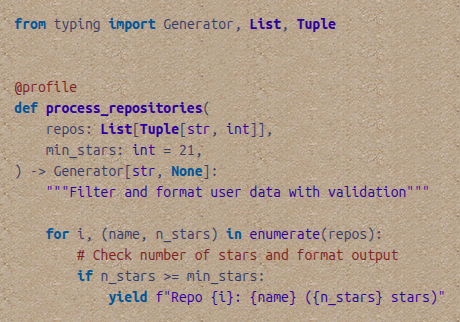 from typing import Generator, List, Tuple


@profile
def process_repositories(
    repos: List[Tuple[str, int]],
    min_stars: int = 21,
) -> Generator[str, None]:
    """Filter and format user data with validation"""

    for i, (name, n_stars) in enumerate(repos):
        # Check number of stars and format output
        if n_stars >= min_stars:
            yield f"Repo {i}: {name} ({n_stars} stars)"